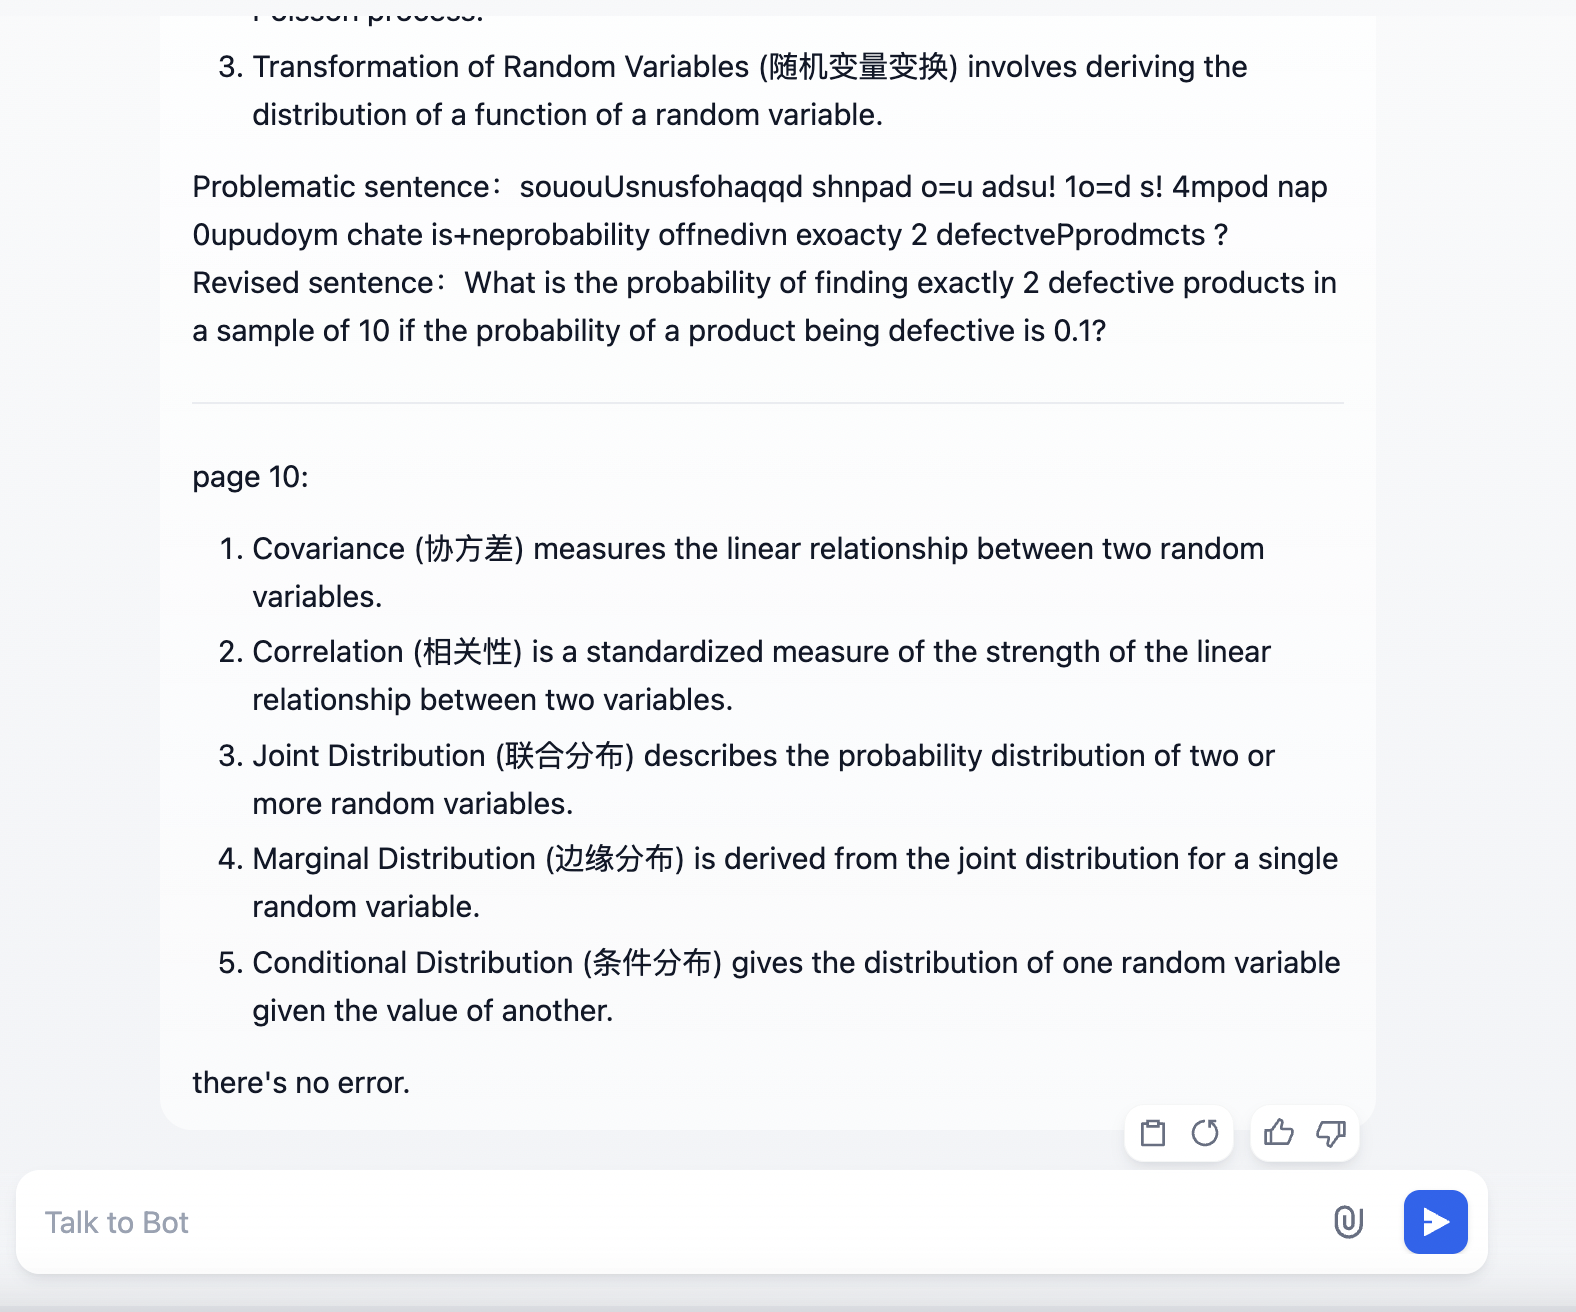 Poisson process.
3. Transformation of Random Variables (随机变量变换) involves deriving the
distribution of a function of a random variable.
Problematic sentence：sououUsnusfohaqqd shnpad o=u adsu! 1o=d s! 4mpod nap
0upudoym chate is+neprobability offnedivn exoacty 2 defectvePprodmcts ?
Revised sentence：What is the probability of finding exactly 2 defective products in
a sample of 10 if the probability of a product being defective is 0.1?
page 10:
1. Covariance (协方差) measures the linear relationship between two random
variables.
2. Correlation (相关性) is a standardized measure of the strength of the linear
relationship between two variables.
3. Joint Distribution (联合分布) describes the probability distribution of two or
more random variables.
4. Marginal Distribution (边缘分布) is derived from the joint distribution for a single
random variable.
5. Conditional Distribution (条件分布) gives the distribution of one random variable
given the value of another.
there's no error.
Talk to Bot